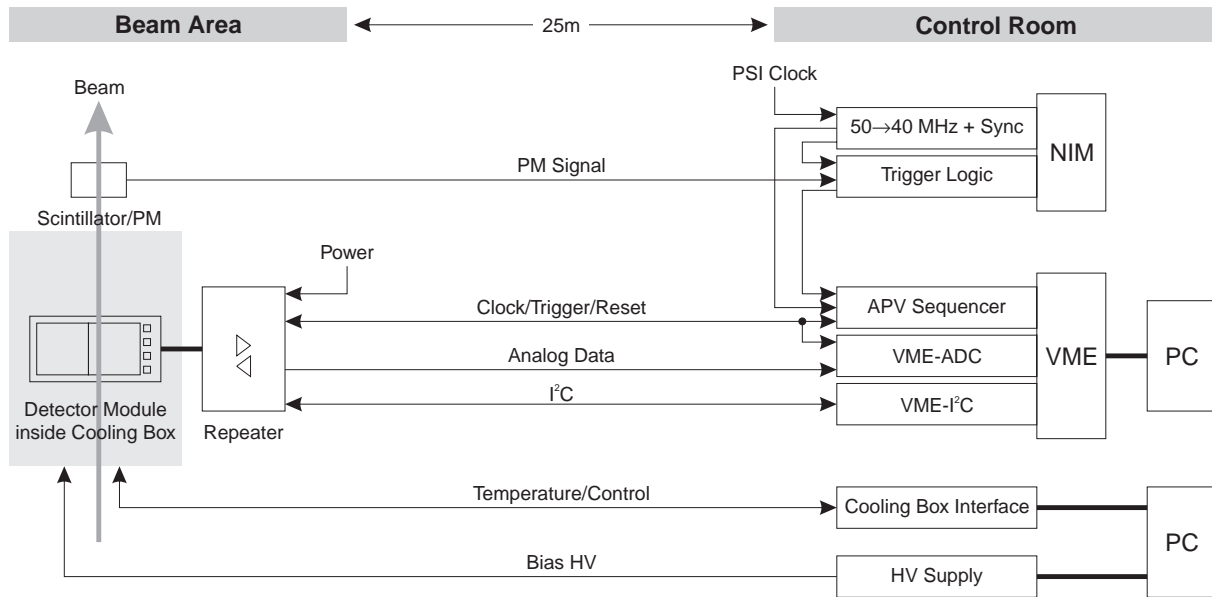 Beam Area
25m
Control Room
PSI Clock
Beam
50→40 MHz + Sync
NIM
PM Signal
Trigger Logic
Scintillator/PM
Power
Clock/Trigger/Reset
APV Sequencer
Analog Data
VME-ADC
VME
PC
I²C
VME-I²C
Detector Module
inside Cooling Box
Repeater
Temperature/Control
Cooling Box Interface
PC
Bias HV
HV Supply